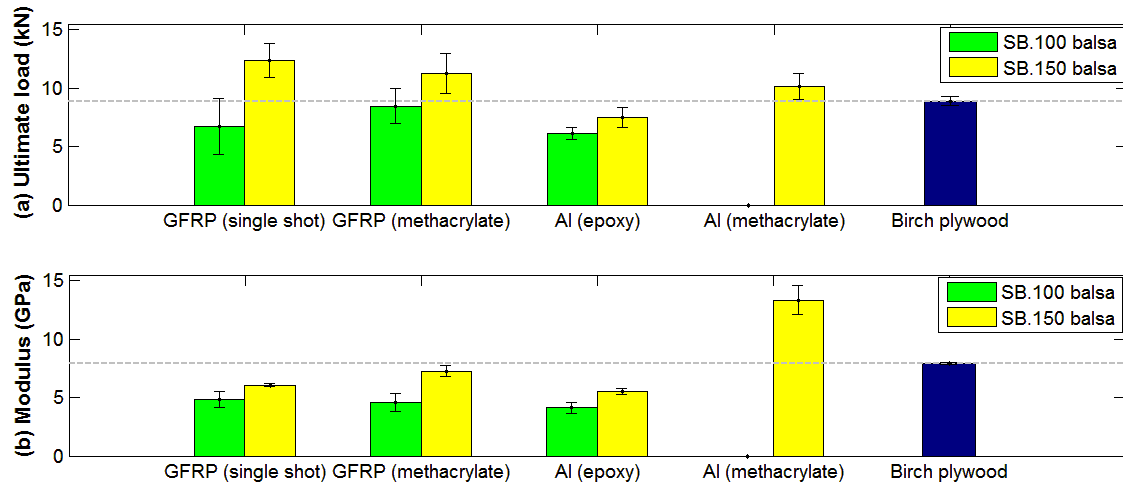 (a) Ultimate load (kN)
15
10
5
0
SB.100 balsa
SB.150 balsa
GFRP (single shot) GFRP (methacrylate) Al (epoxy) Al (methacrylate) Birch plywood
(b) Modulus (GPa)
15
10
5
0
SB.100 balsa
SB.150 balsa
GFRP (single shot) GFRP (methacrylate) Al (epoxy) Al (methacrylate) Birch plywood